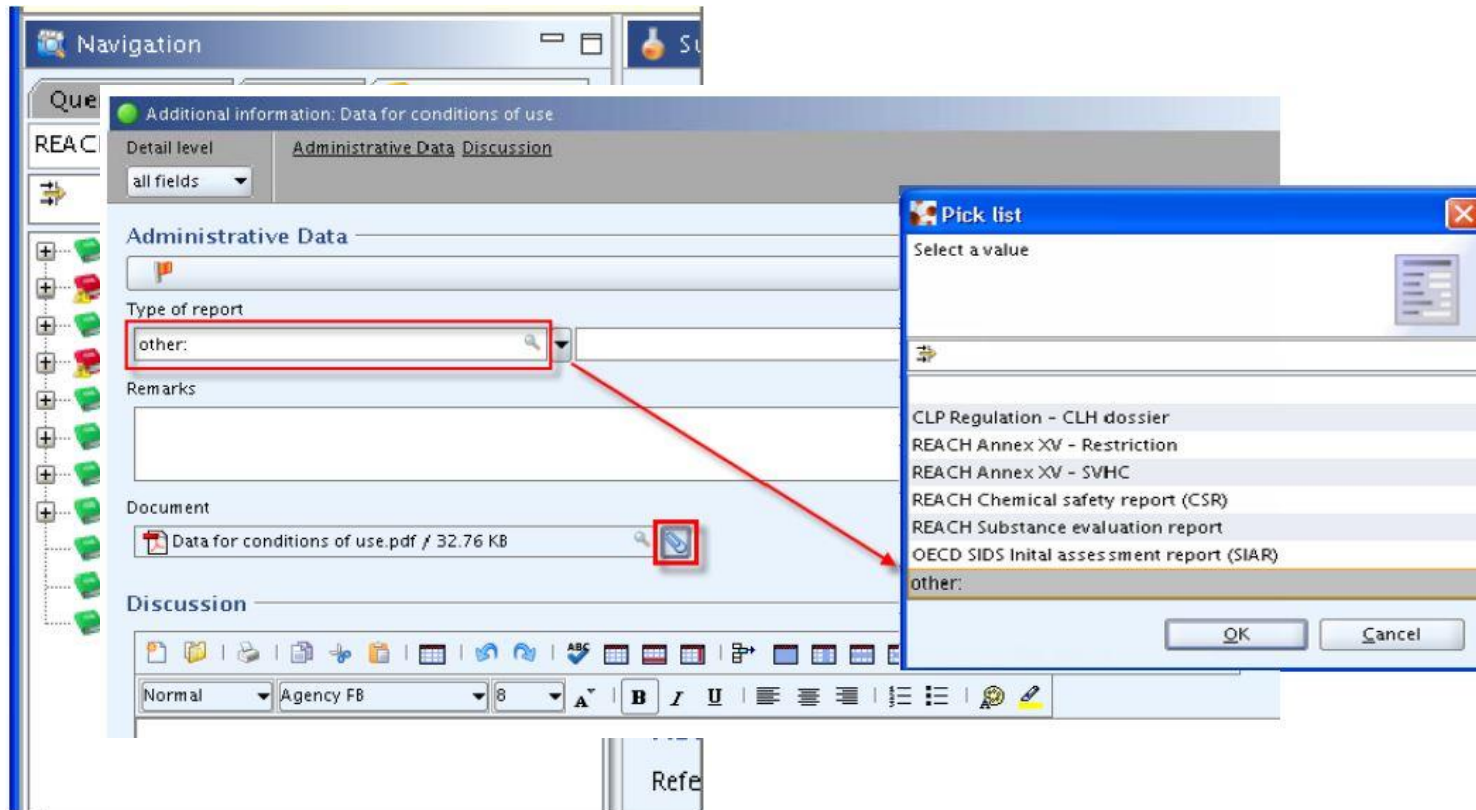 Navigation
Su
Que
REAC
Additional information: Data for conditions of use
Detail level
Administrative Data Discussion
all fields
Administrative Data
Type of report
other:
Remarks
Document
Data for conditions of use.pdf / 32.76 KB
Discussion
ABC
Normal
Agency FB
8
A
B I U
Pick list
Select a value
CLP Regulation - CLH dossier
REACH Annex XV - Restriction
REACH Annex XV - SVHC
REACH Chemical safety report (CSR)
REACH Substance evaluation report
OECD SIDS Inital assessment report (SIAR)
other:
OK
Cancel
Refe